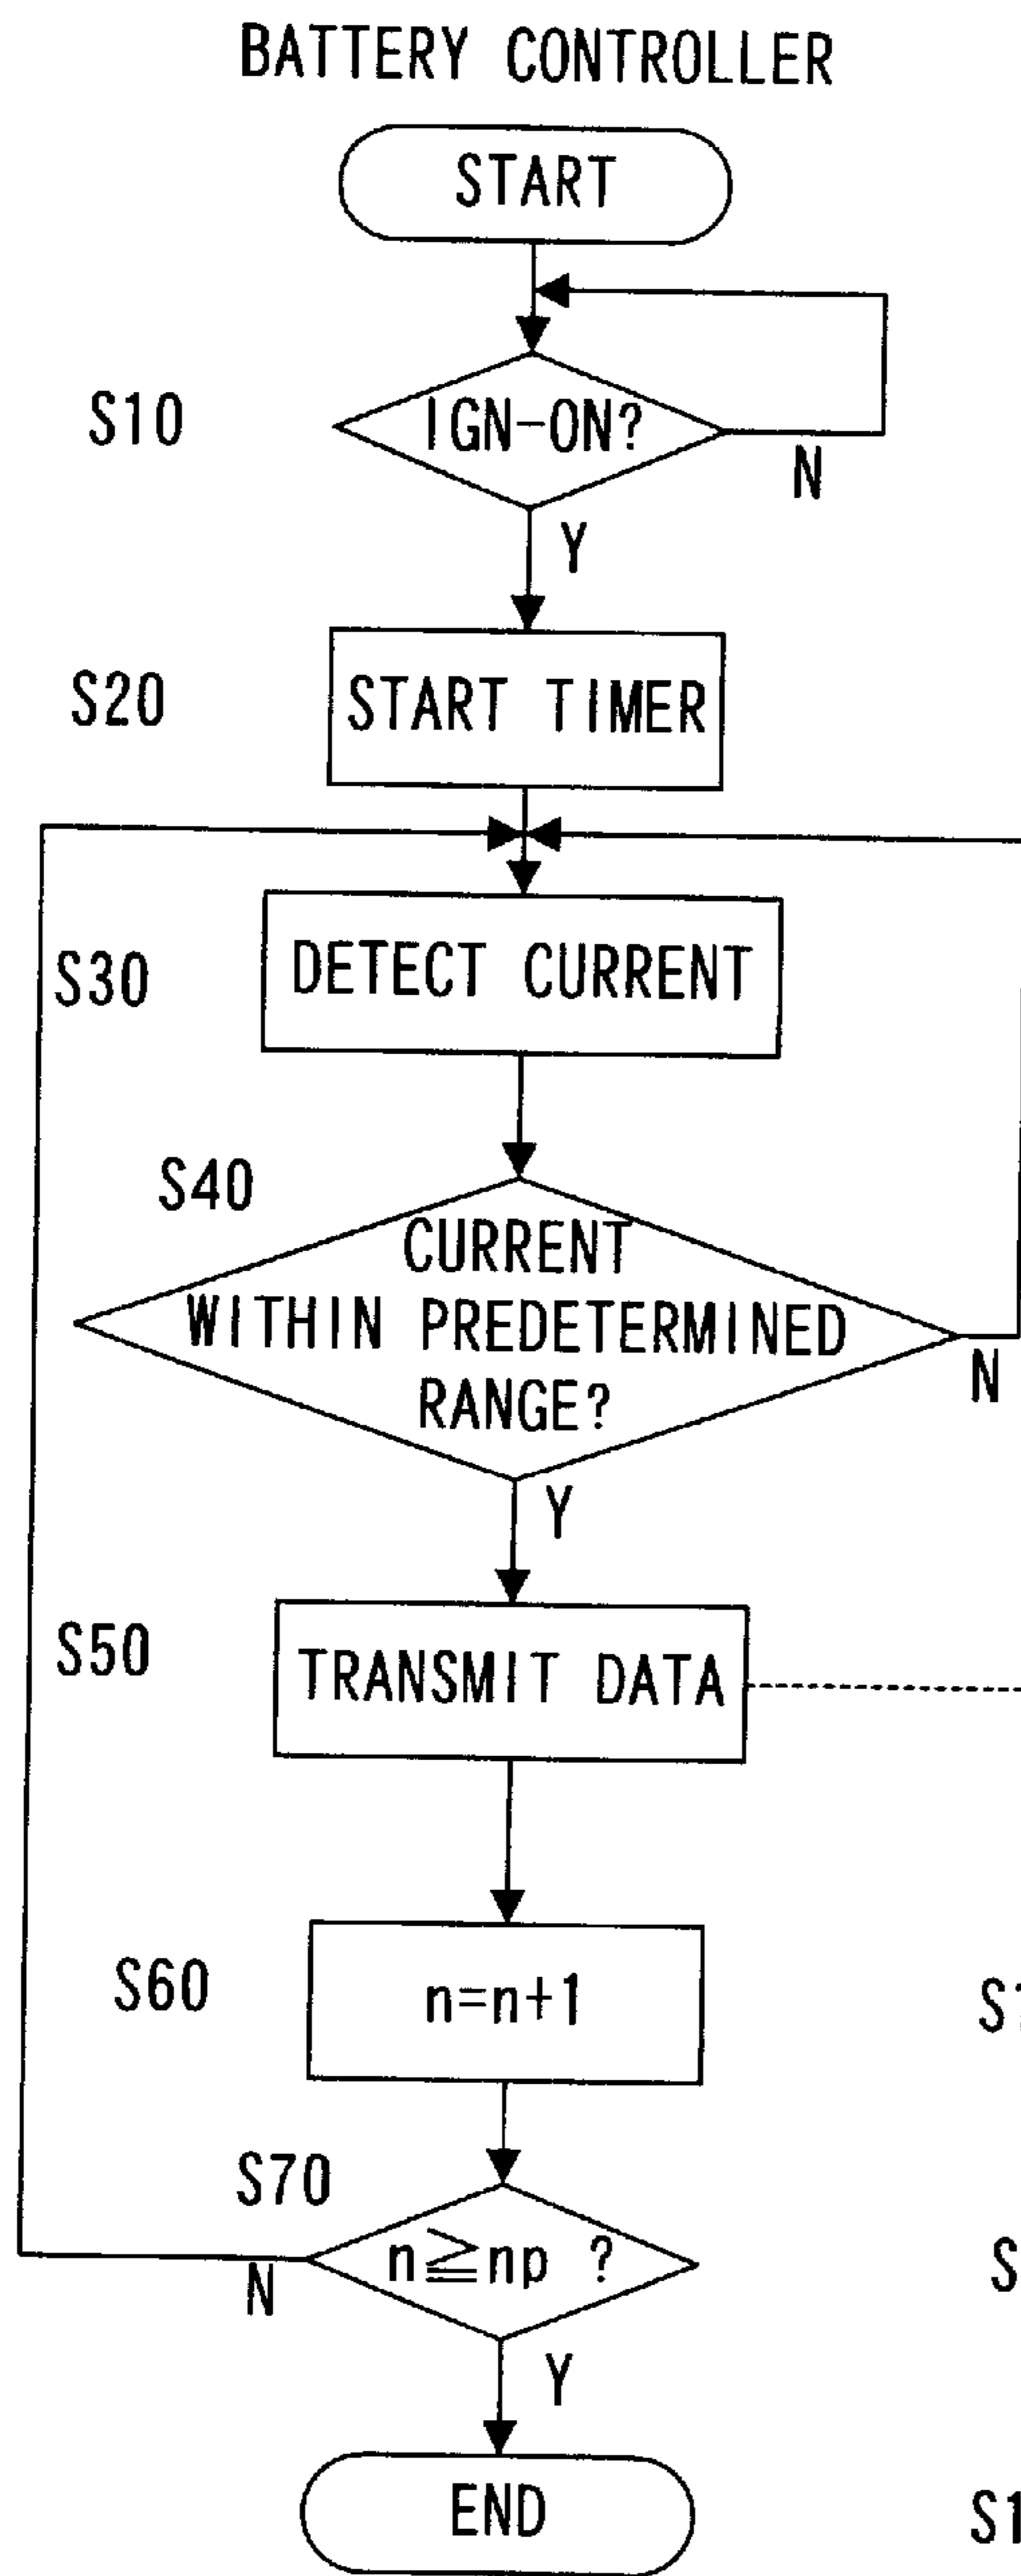 BATTERY CONTROLLER
START
S10
IGN-ON?
N
Y
S20
START TIMER
S30
DETECT CURRENT
S40
CURRENT
WITHIN PREDETERMINED
RANGE?
N
Y
S50
TRANSMIT DATA
S60
n=n+1
S70
n≧np ?
N
Y
END